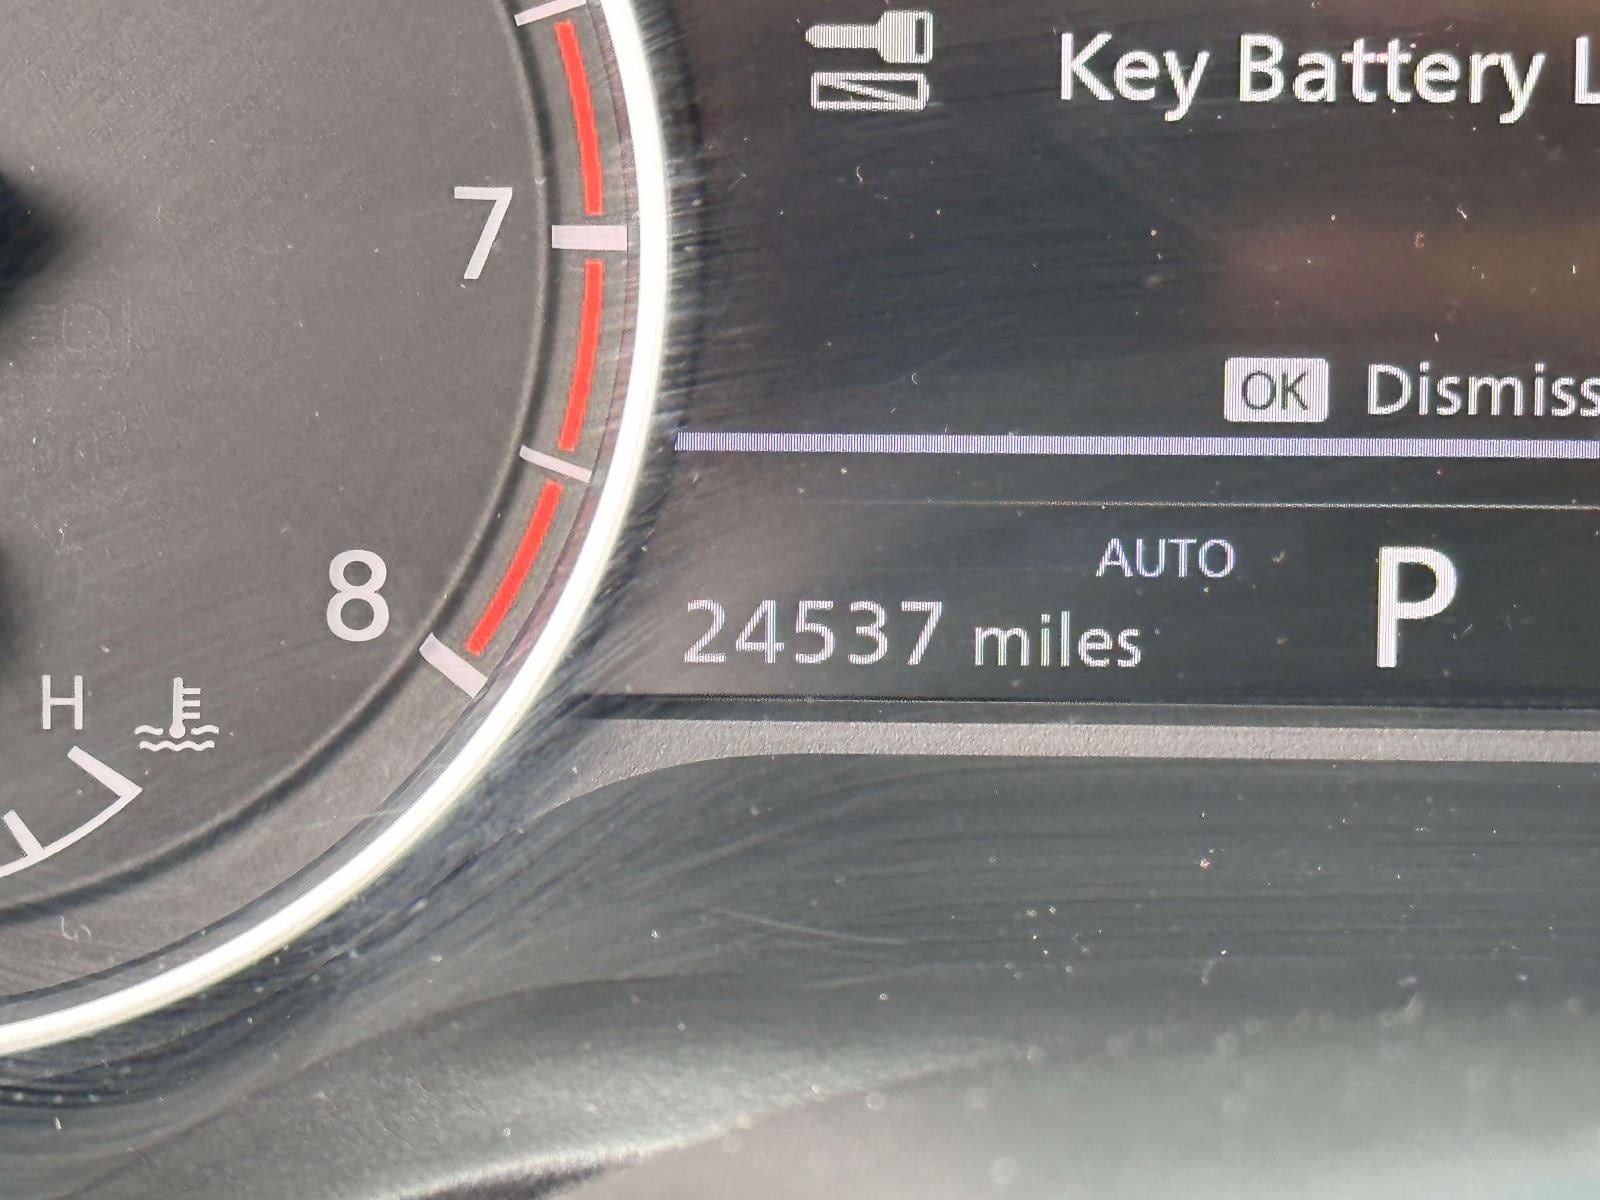 Key Battery L
7
OK Dismiss
AUTO
P
8
24537 miles
H